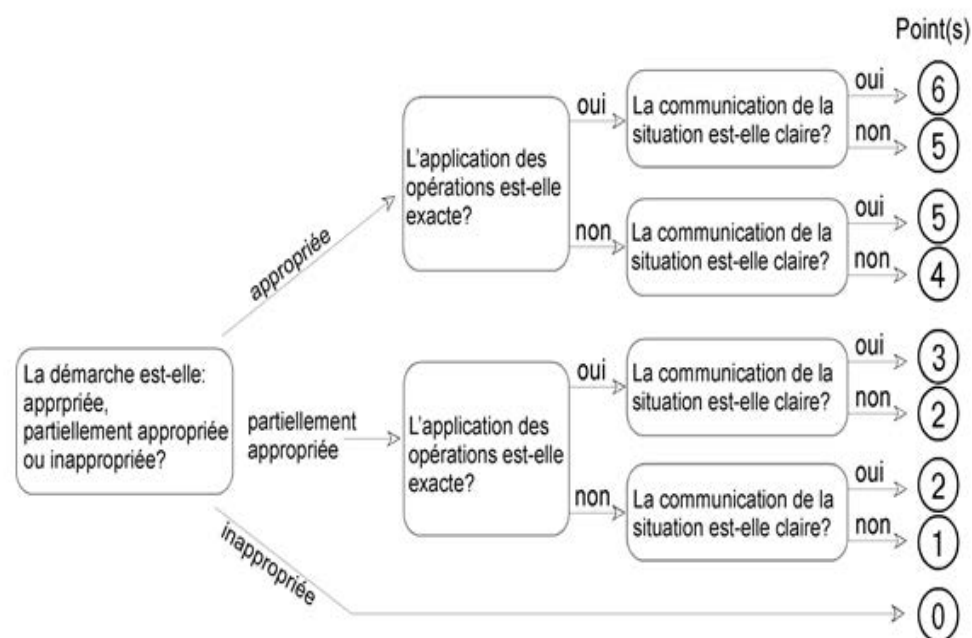 Point(s)
appropriée
L'application des
opérations est-elle
exacte?
oui
La communication de la
situation est-elle claire?
oui
6
non
5
non
La communication de la
situation est-elle claire?
oui
5
non
4
La démarche est-elle:
apprpriée,
partiellement appropriée
ou inappropriée?
partiellement
appropriée
L'application des
opérations est-elle
exacte?
oui
La communication de la
situation est-elle claire?
oui
3
non
2
non
La communication de la
situation est-elle claire?
oui
2
non
1
inappropriée
0